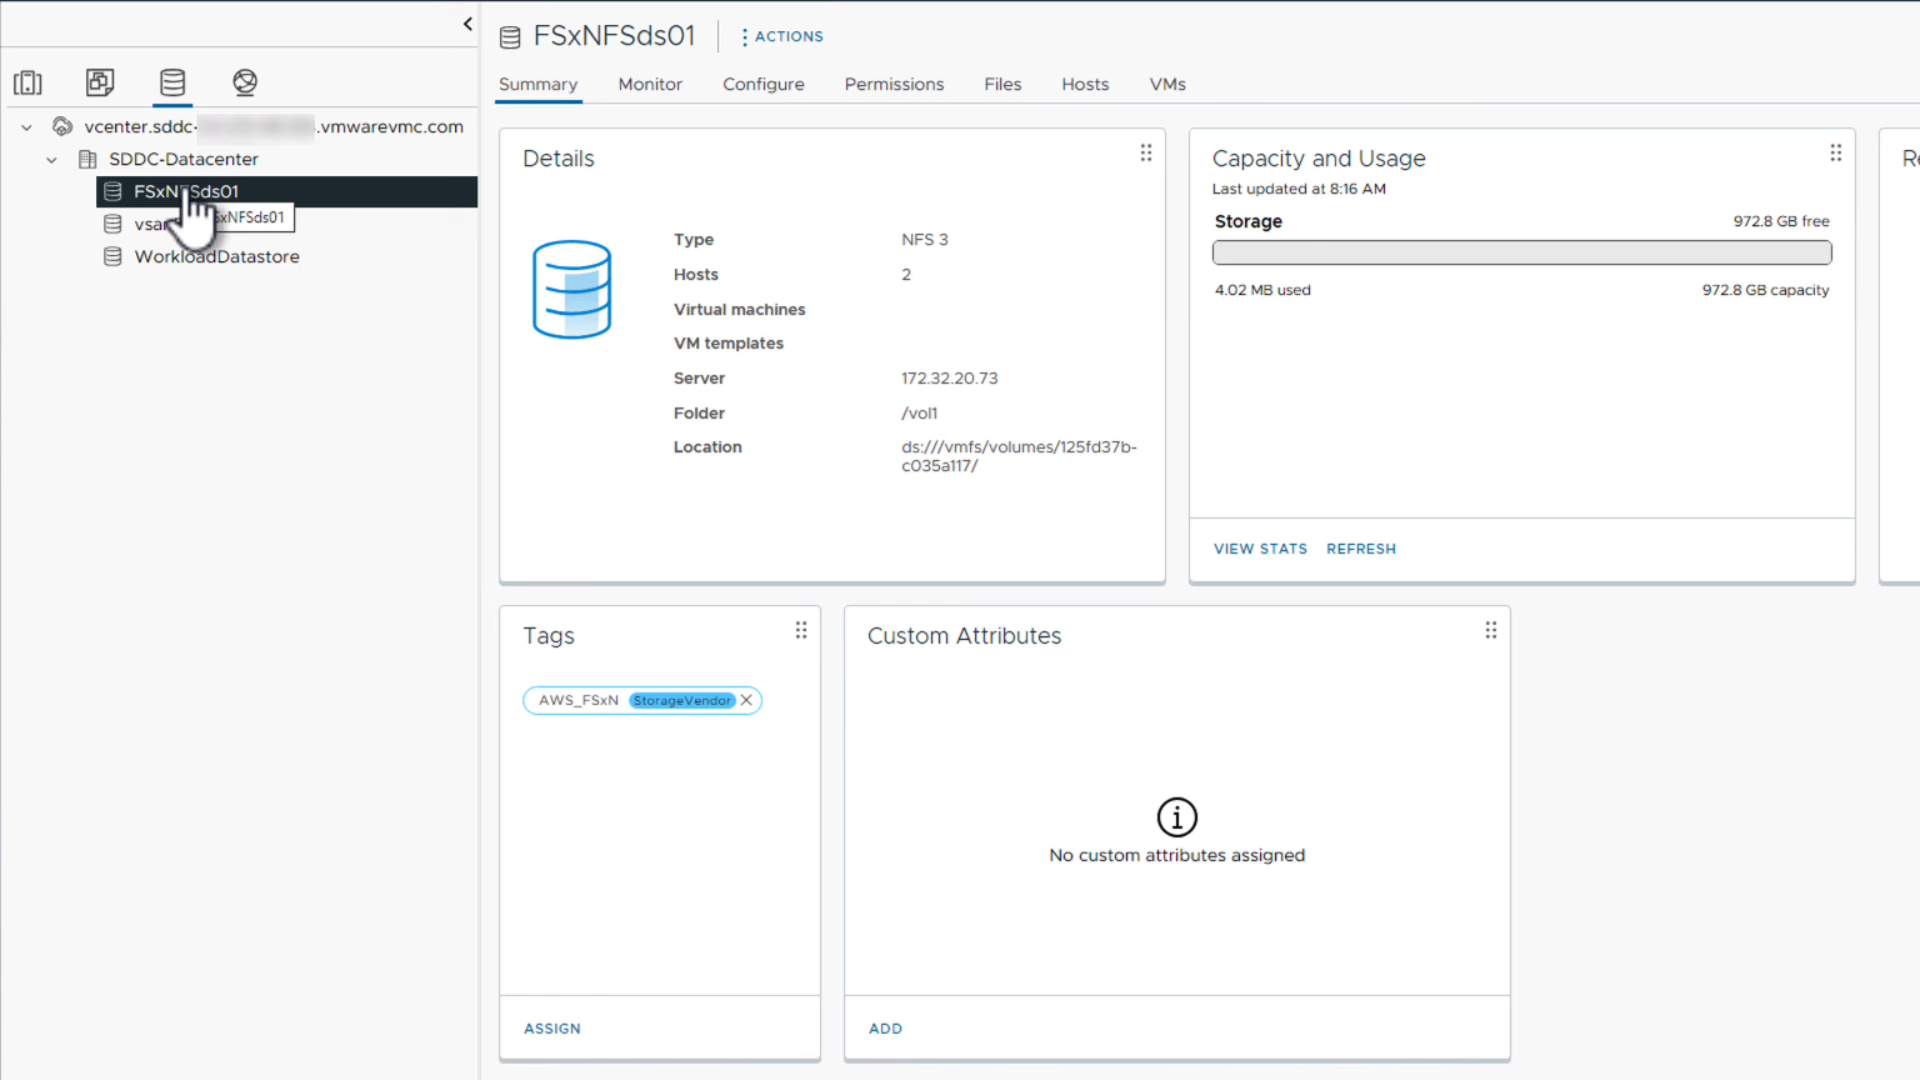 FSxNFSds01
ACTIONS
Summary
Monitor
Configure
Permissions
Files
Hosts
VMs
vcenter.sddc-
.vmwarevmc.com
SDDC-Datacenter
FSxNFSds01
xNFSds01
WorkloadDatastore
Details
Type
NFS 3
Hosts
2
Virtual machines
VM templates
Server
172.32.20.73
Folder
/vol1
Location
ds:///vmfs/volumes/125fd37b-
c035a117/
Capacity and Usage
Last updated at 8:16 AM
Storage
972.8 GB free
4.02 MB used
972.8 GB capacity
VIEW STATS
REFRESH
Tags
AWS_FSxN
StorageVendor
ASSIGN
Custom Attributes
No custom attributes assigned
ADD